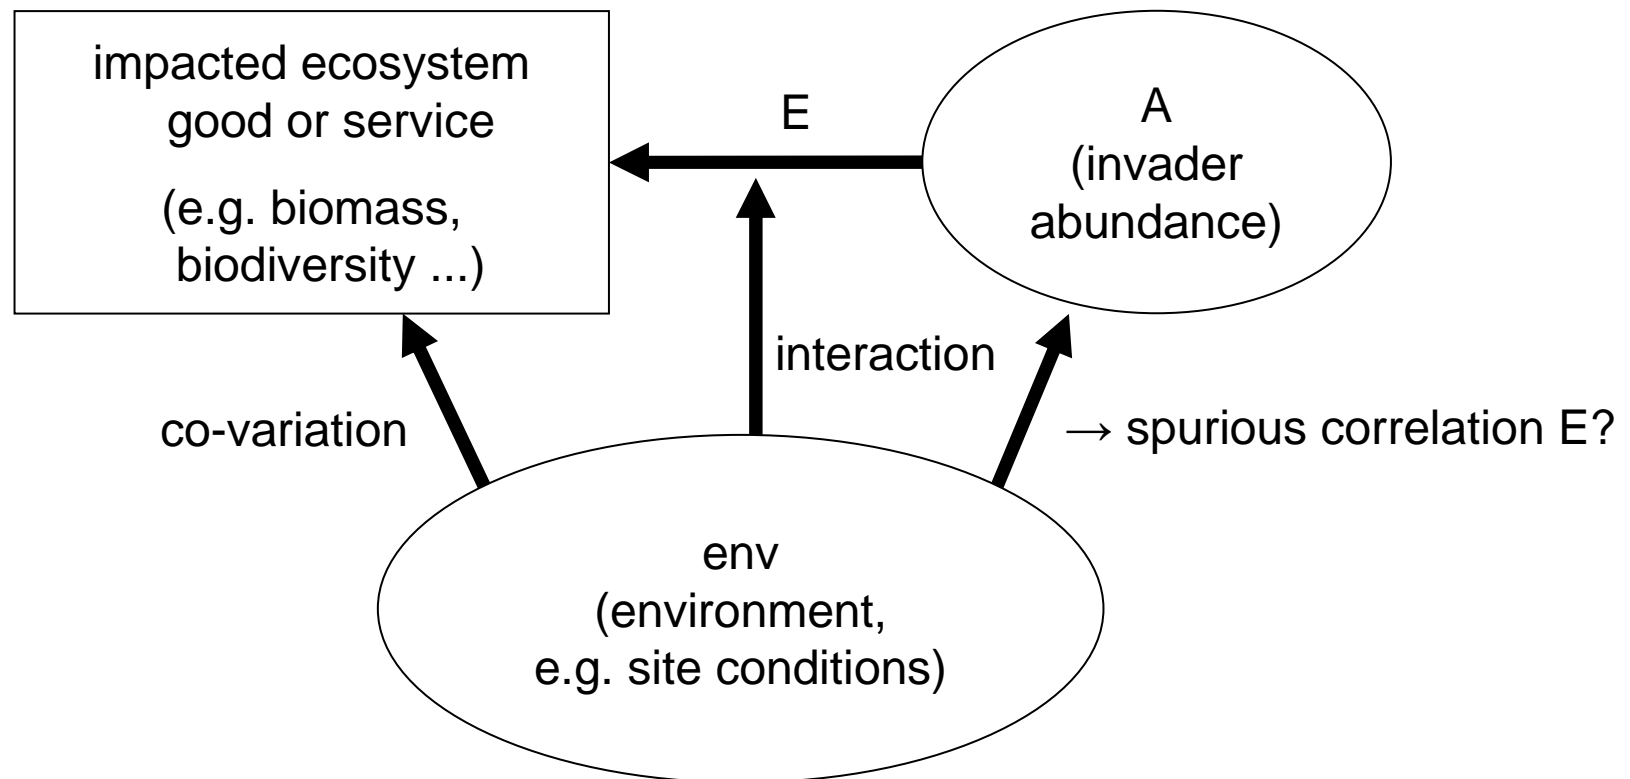 impacted ecosystem
good or service
(e.g. biomass,
biodiversity ...)
E
A
(invader
abundance)
interaction
co-variation
→ spurious correlation E?
env
(environment,
e.g. site conditions)